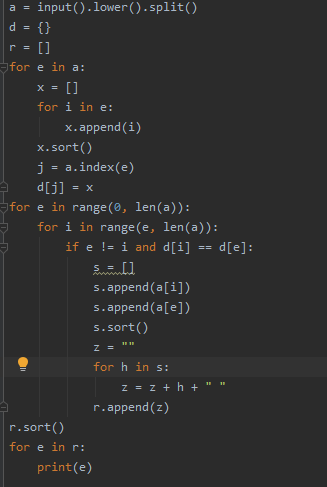 a = input().lower().split()
d = {}
r = []
for e in a:
    x = []
    for i in e:
        x.append(i)
    x.sort()
    j = a.index(e)
    d[j] = x
for e in range(0, len(a)):
    for i in range(e, len(a)):
        if e != i and d[i] == d[e]:
            s = []
            s.append(a[i])
            s.append(a[e])
            s.sort()
            z = ""
            for h in s:
                z = z + h + " "
            r.append(z)
r.sort()
for e in r:
    print(e)